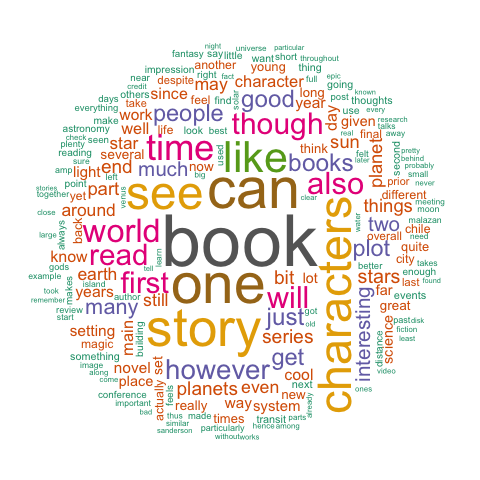 night universe particular
little
fantasy say want short throughout
impression another young thing
near despite may character full epic
credit right fact long going known
days others take since feel find solar good year post thoughts
everything make work people day use every
astronomy well life look best though given research
check seen star used time like think sun final talks away
plenty several much now books real felt
reading sure end big planet second pretty
amp light left see can also prior behind
stories point part venus clear different probably
together yet back characters things small never
close around world book water two meeting
large always know read learn plot overall moon
took gods earth tell one later chile malazan
example makes island first will bit lot better quite city need takes
remember years author still stars enough last found
review many story just far events
start setting main building got old series interesting great
magic however get past disk
something novel actually set cool distance science fiction
image place feels planets even next video least
along come really way system new ones
conference thus made times transit parts already
important similar particularly hence among
bad sanderson without works